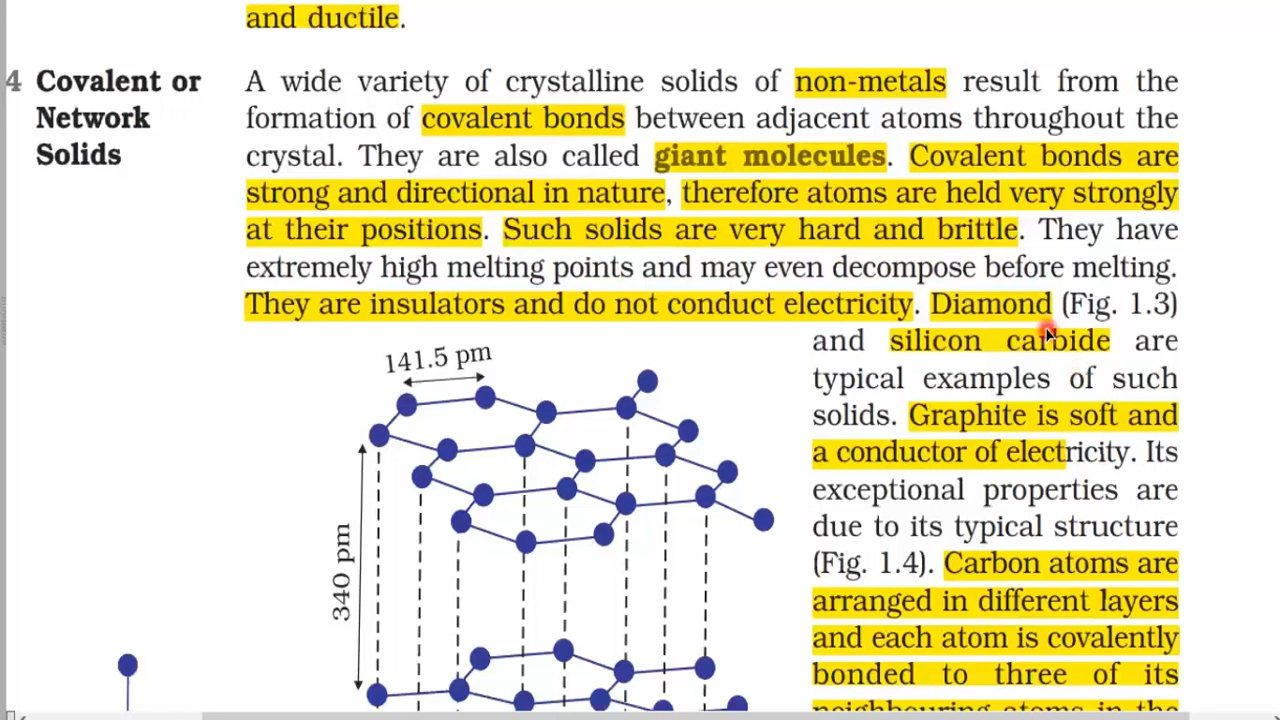 and ductile.
4 Covalent or
Network
Solids
A wide variety of crystalline solids of non-metals result from the
formation of covalent bonds between adjacent atoms throughout the
crystal. They are also called giant molecules. Covalent bonds are
strong and directional in nature, therefore atoms are held very strongly
at their positions. Such solids are very hard and brittle. They have
extremely high melting points and may even decompose before melting.
They are insulators and do not conduct electricity. Diamond (Fig. 1.3)
and silicon carbide are
typical examples of such
solids. Graphite is soft and
a conductor of electricity. Its
exceptional properties are
due to its typical structure
(Fig. 1.4). Carbon atoms are
arranged in different layers
and each atom is covalently
bonded to three of its
neighbouring atoms in the
141.5 pm
340 pm